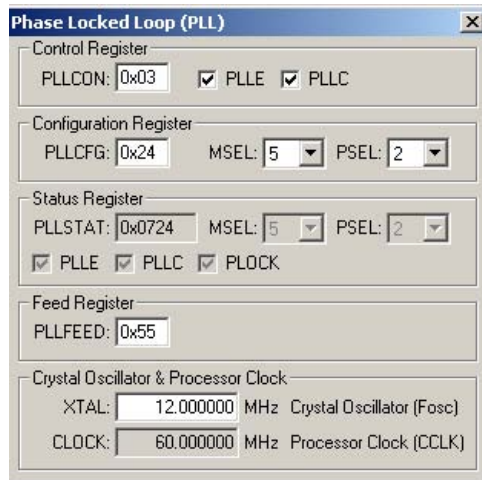 Phase Locked Loop (PLL)
Control Register
PLLCON: 0x03 PLLE PLLC
Configuration Register
PLLCFG: 0x24 MSEL: 5 PSEL: 2
Status Register
PLLSTAT: 0x0724 MSEL: 5 PSEL: 2
PLLE PLLC PLOCK
Feed Register
PLLFEED: 0x55
Crystal Oscillator & Processor Clock
XTAL: 12.000000 MHz Crystal Oscillator (Fosc)
CLOCK: 60.000000 MHz Processor Clock (CCLK)